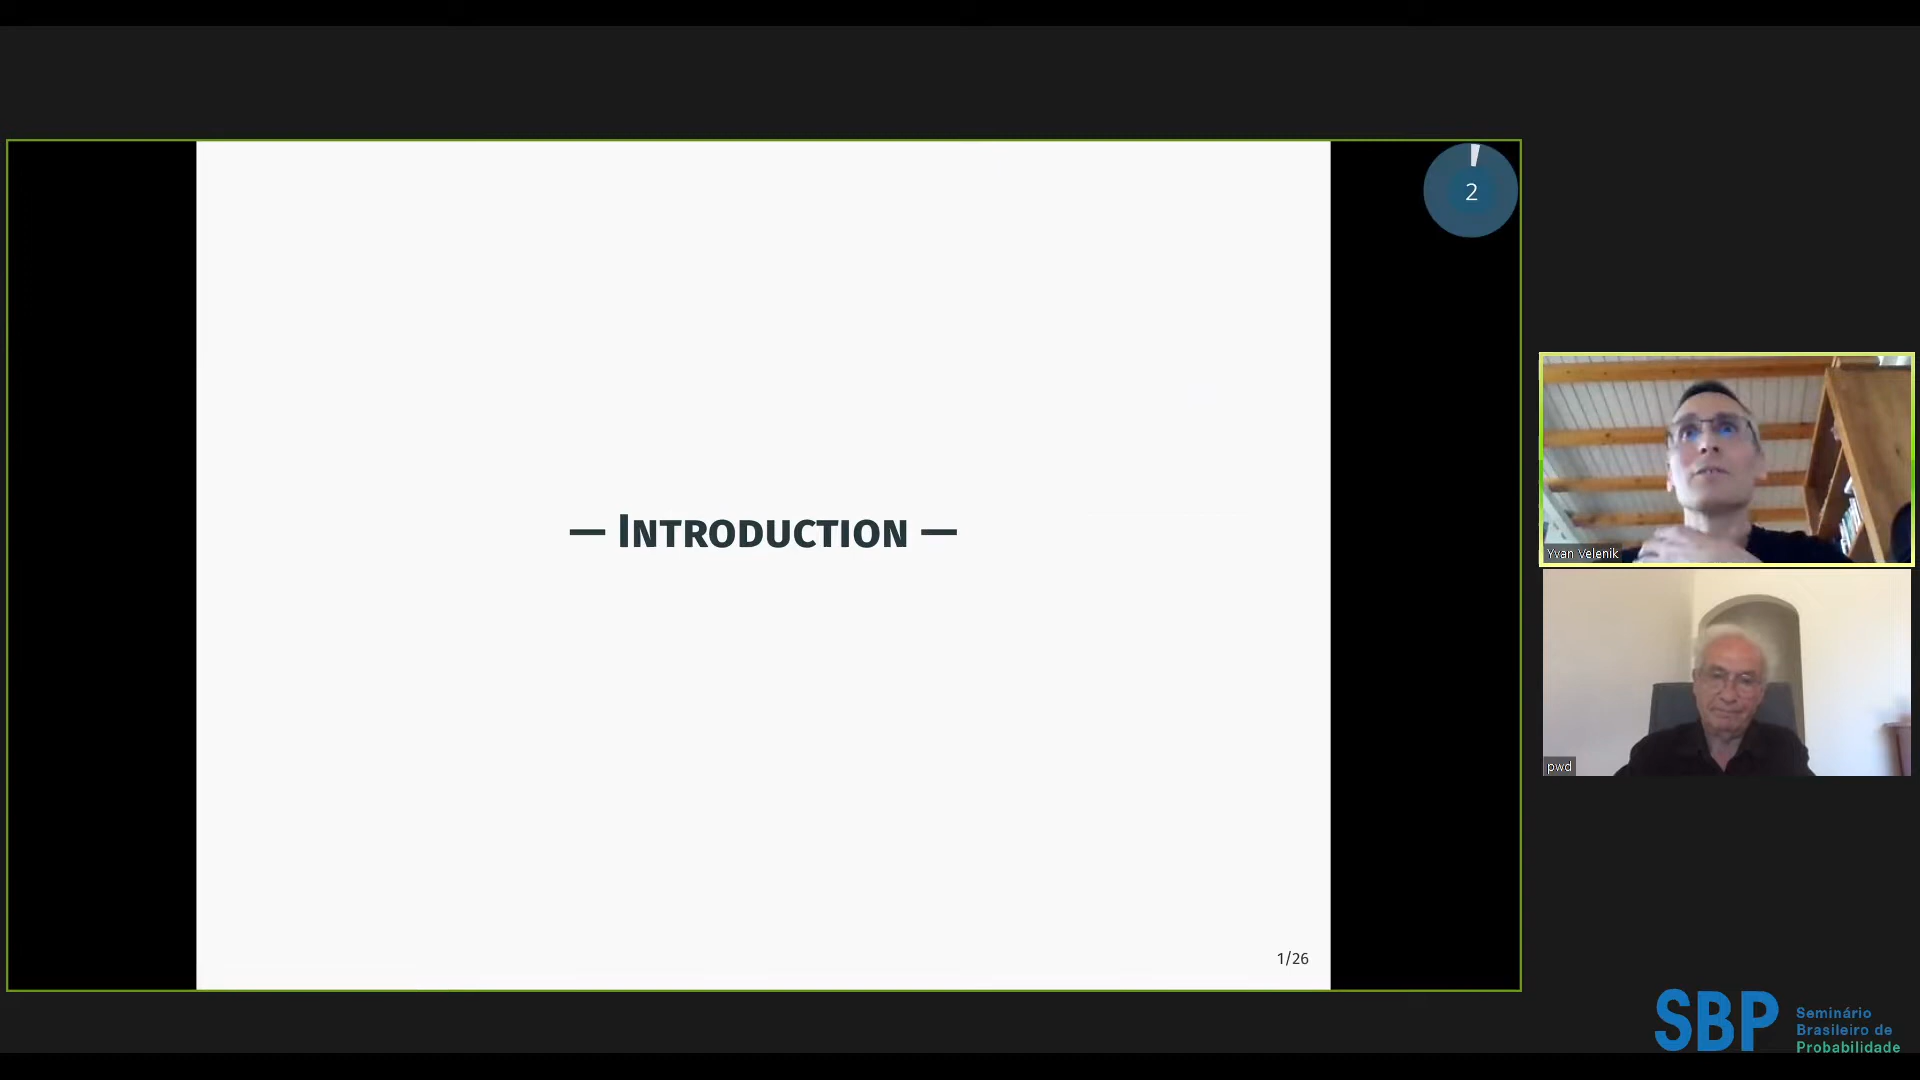 2
— INTRODUCTION —
1/26
Yvan Velenik
pwd
SBP
Seminário
Brasileiro de
Probabilidade